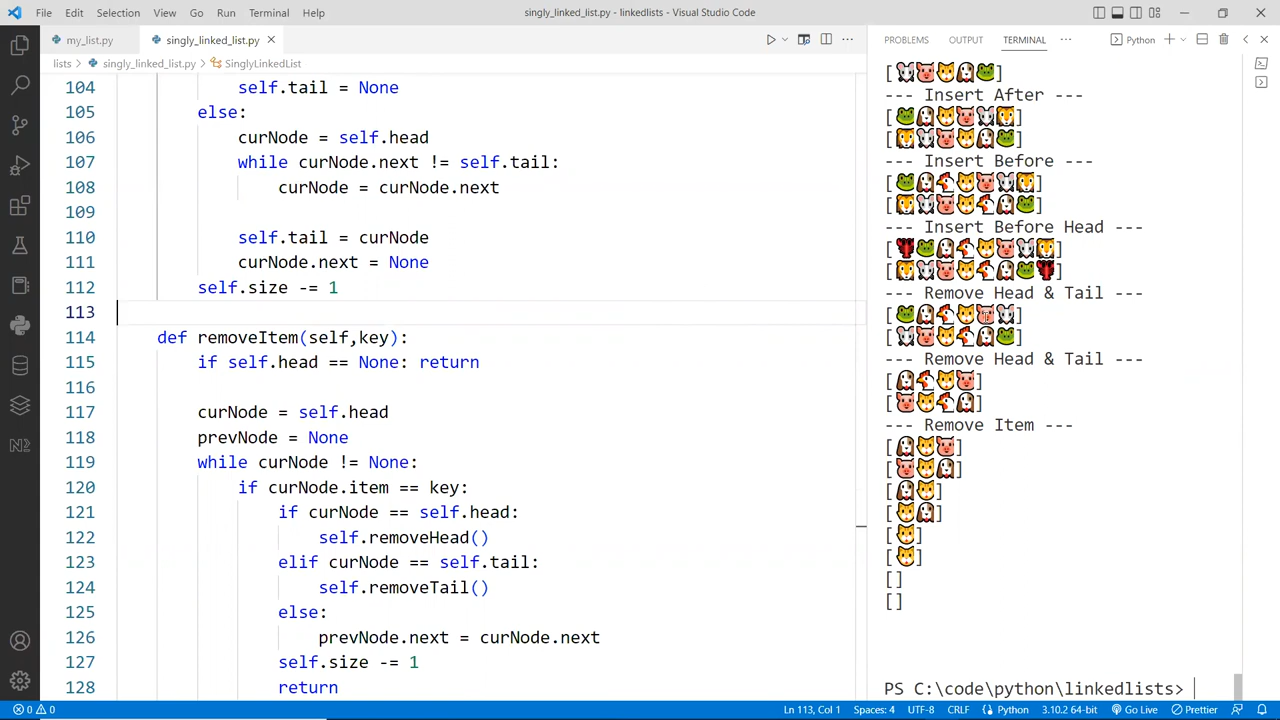 File Edit Selection View Go Run Terminal Help
singly_linked_list.py - linkedlists - Visual Studio Code
my_list.py
singly_linked_list.py
lists > singly_linked_list.py > SinglyLinkedList
104 self.tail = None
105 else:
106 curNode = self.head
107 while curNode.next != self.tail:
108 curNode = curNode.next
109
110 self.tail = curNode
111 curNode.next = None
112 self.size -= 1
113
114 def removeItem(self,key):
115 if self.head == None: return
116
117 curNode = self.head
118 prevNode = None
119 while curNode != None:
120 if curNode.item == key:
121 if curNode == self.head:
122 self.removeHead()
123 elif curNode == self.tail:
124 self.removeTail()
125 else:
126 prevNode.next = curNode.next
127 self.size -= 1
128 return
PROBLEMS OUTPUT TERMINAL
Python
[🐭🐷🐱🐶🐸]
--- Insert After ---
[🐸🐶🐱🐷🐭🐯]
[🐯🐭🐷🐱🐶🐸]
--- Insert Before ---
[🐸🐶🐔🐱🐷🐭🐯]
[🐯🐭🐷🐱🐔🐶🐸]
--- Insert Before Head ---
[🦞🐸🐶🐔🐱🐷🐭🐯]
[🐯🐭🐷🐱🐔🐶🐸🦞]
--- Remove Head & Tail ---
[🐸🐶🐔🐱🐷🐭]
[🐭🐷🐱🐔🐶🐸]
--- Remove Head & Tail ---
[🐶🐔🐱🐷]
[🐷🐱🐔🐶]
--- Remove Item ---
[🐶🐱🐷]
[🐷🐱🐶]
[🐶🐱]
[🐱🐶]
[🐱]
[🐱]
[]
[]
PS C:\code\python\linkedlists>
0 0
Ln 113, Col 1 Spaces: 4 UTF-8 CRLF Python 3.10.2 64-bit Go Live Prettier